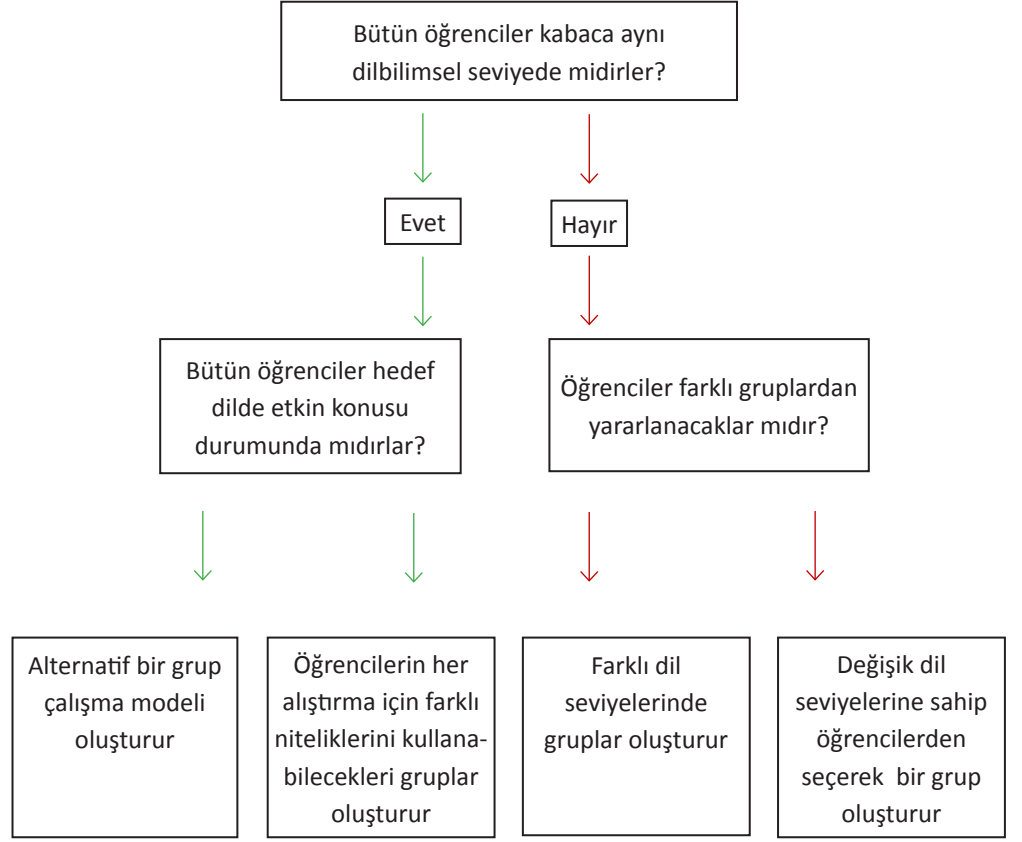 Bütün öğrenciler kabaca aynı
dilbilimsel seviyede midirler?
Evet
Hayır
Bütün öğrenciler hedef
dilde etkin konusu
durumunda mıdırlar?
Öğrenciler farklı gruplardan
yararlanacaklar mıdır?
Alternatif bir grup
çalışma modeli
oluşturur
Öğrencilerin her
alıştırma için farklı
niteliklerini kullana-
bilecekleri gruplar
oluşturur
Farklı dil
seviyelerinde
gruplar oluşturur
Değişik dil
seviyelerine sahip
öğrencilerden
seçerek bir grup
oluşturur